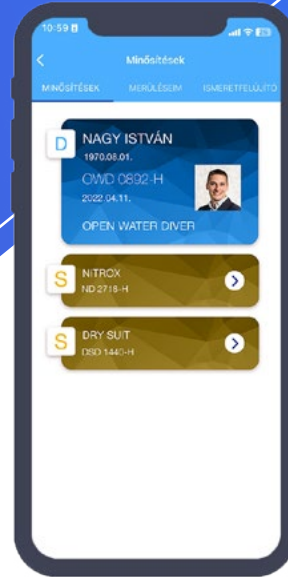 10:59
Minősítések
MINŐSÍTÉSEK MERÜLÉSEIM ISMERETFELÚJÍTÓ
D
NAGY ISTVÁN
1970.08.01.
OWD 0892-H
2022.04.11.
OPEN WATER DIVER
S
NITROX
ND 2718-H
S
DRY SUIT
DSD 1440-H